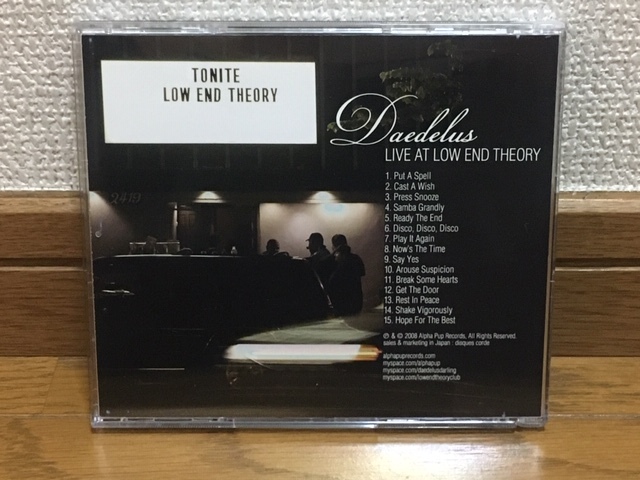 TONITE
LOW END THEORY
Daedelus
LIVE AT LOW END THEORY
1. Put A Spell
2. Cast A Wish
3. Press Snooze
4. Samba Grandly
5. Ready The End
6. Disco, Disco, Disco
7. Play It Again
8. Now's The Time
9. Say Yes
10. Arouse Suspicion
11. Break Some Hearts
12. Get The Door
13. Rest In Peace
14. Shake Vigorously
15. Hope For The Best
℗ & © 2008 Alpha Pup Records, All Rights Reserved.
sales & marketing in Japan : disques corde
alphapuprecords.com
myspace.com/alphapup
myspace.com/daedelusdarling
myspace.com/lowendtheoryclub